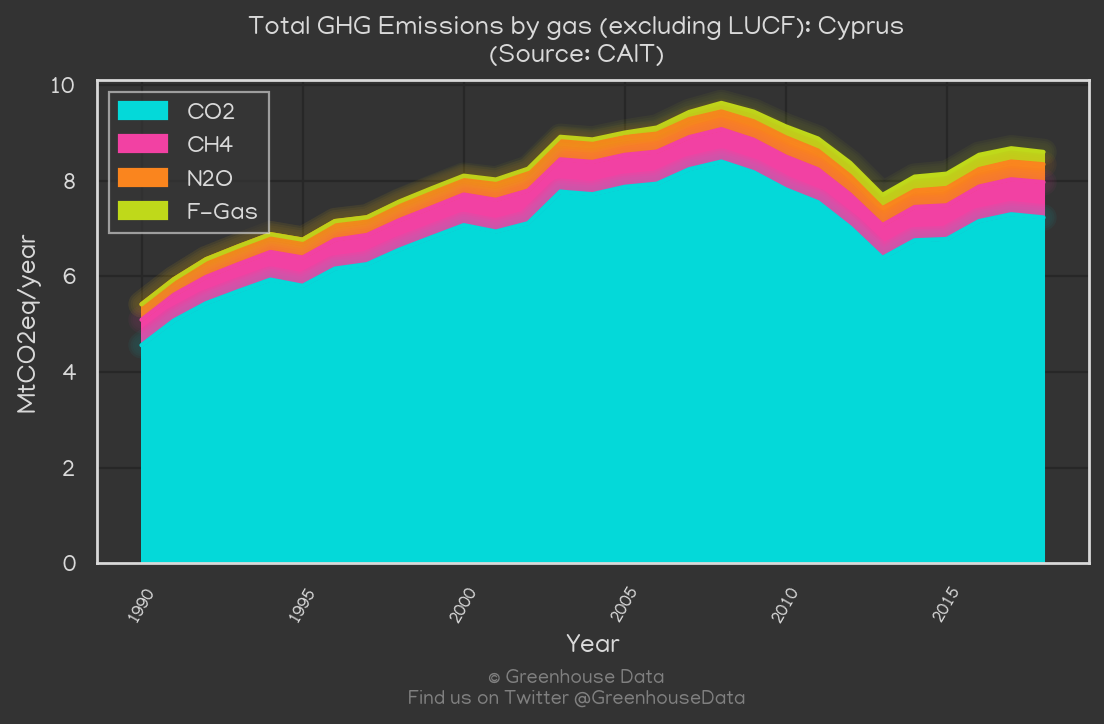 Total GHG Emissions by gas (excluding LUCF): Cyprus
(Source: CAIT)
10
8
6
4
2
0
MtCO2eq/year
CO2
CH4
N2O
F-Gas
1990
1995
2000
2005
2010
2015
Year
© Greenhouse Data
Find us on Twitter @GreenhouseData